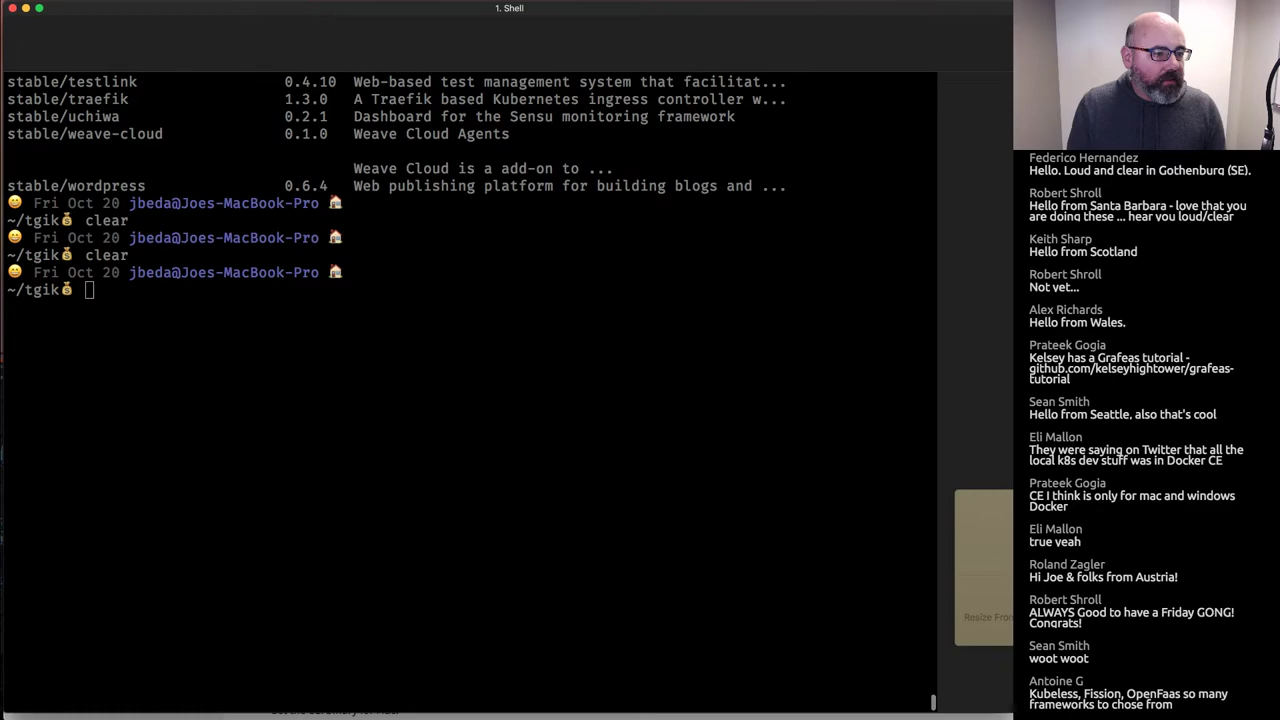 1. Shell
stable/testlink 0.4.10 Web-based test management system that facilitat...
stable/traefik 1.3.0 A Traefik based Kubernetes ingress controller w...
stable/uchiwa 0.2.1 Dashboard for the Sensu monitoring framework
stable/weave-cloud 0.1.0 Weave Cloud Agents
Weave Cloud is a add-on to ...
stable/wordpress 0.6.4 Web publishing platform for building blogs and ...
😄 Fri Oct 20 jbeda@Joes-MacBook-Pro 🏠
~/tgik💰 clear
😄 Fri Oct 20 jbeda@Joes-MacBook-Pro 🏠
~/tgik💰 clear
😄 Fri Oct 20 jbeda@Joes-MacBook-Pro 🏠
~/tgik💰
Resize Fron
Federico Hernandez
Hello. Loud and clear in Gothenburg (SE).
Robert Shroll
Hello from Santa Barbara - love that you
are doing these ... hear you loud/clear
Keith Sharp
Hello from Scotland
Robert Shroll
Not yet...
Alex Richards
Hello from Wales.
Prateek Gogia
Kelsey has a Grafeas tutorial -
github.com/kelseyhightower/grafeas-
tutorial
Sean Smith
Hello from Seattle, also that's cool
Eli Mallon
They were saying on Twitter that all the
local k8s dev stuff was in Docker CE
Prateek Gogia
CE I think is only for mac and windows
Docker
Eli Mallon
true yeah
Roland Zagler
Hi Joe & folks from Austria!
Robert Shroll
ALWAYS Good to have a Friday GONG!
Congrats!
Sean Smith
woot woot
Antoine G
Kubeless, Fission, OpenFaas so many
frameworks to chose from